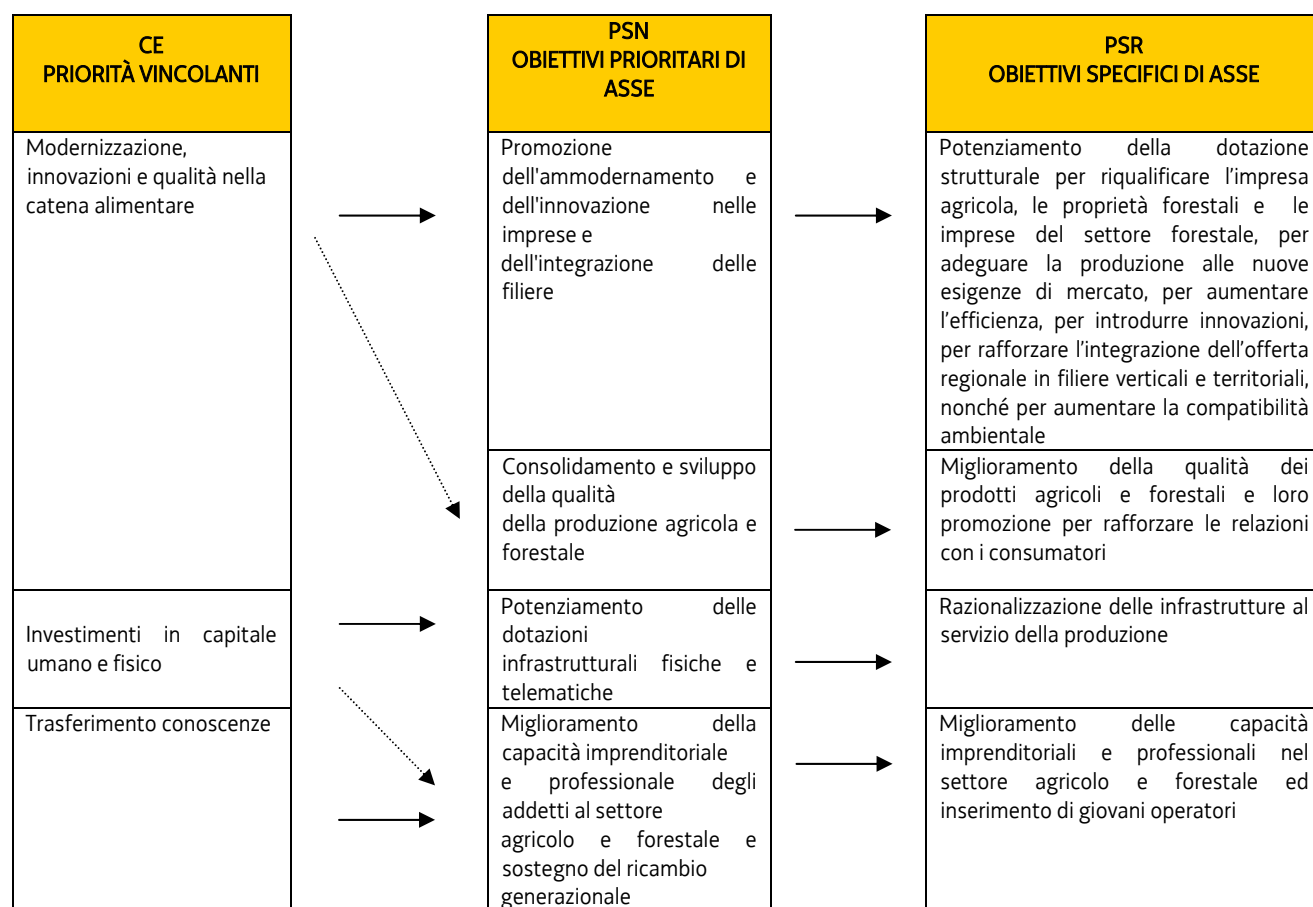 CE
PRIORITÀ VINCOLANTI
Modernizzazione,
innovazioni e qualità nella
catena alimentare
Investimenti in capitale
umano e fisico
Trasferimento conoscenze
PSN
OBIETTIVI PRIORITARI DI
ASSE
Promozione
dell'ammodernamento e
dell'innovazione nelle
imprese e
dell'integrazione delle
filiere
Consolidamento e sviluppo
della qualità
della produzione agricola e
forestale
Potenziamento delle
dotazioni
infrastrutturali fisiche e
telematiche
Miglioramento della
capacità imprenditoriale
e professionale degli
addetti al settore
agricolo e forestale e
sostegno del ricambio
generazionale
PSR
OBIETTIVI SPECIFICI DI ASSE
Potenziamento della dotazione
strutturale per riqualificare l'impresa
agricola, le proprietà forestali e le
imprese del settore forestale, per
adeguare la produzione alle nuove
esigenze di mercato, per aumentare
l'efficienza, per introdurre innovazioni,
per rafforzare l'integrazione dell'offerta
regionale in filiere verticali e territoriali,
nonché per aumentare la compatibilità
ambientale
Miglioramento della qualità dei
prodotti agricoli e forestali e loro
promozione per rafforzare le relazioni
con i consumatori
Razionalizzazione delle infrastrutture al
servizio della produzione
Miglioramento delle capacità
imprenditoriali e professionali nel
settore agricolo e forestale ed
inserimento di giovani operatori